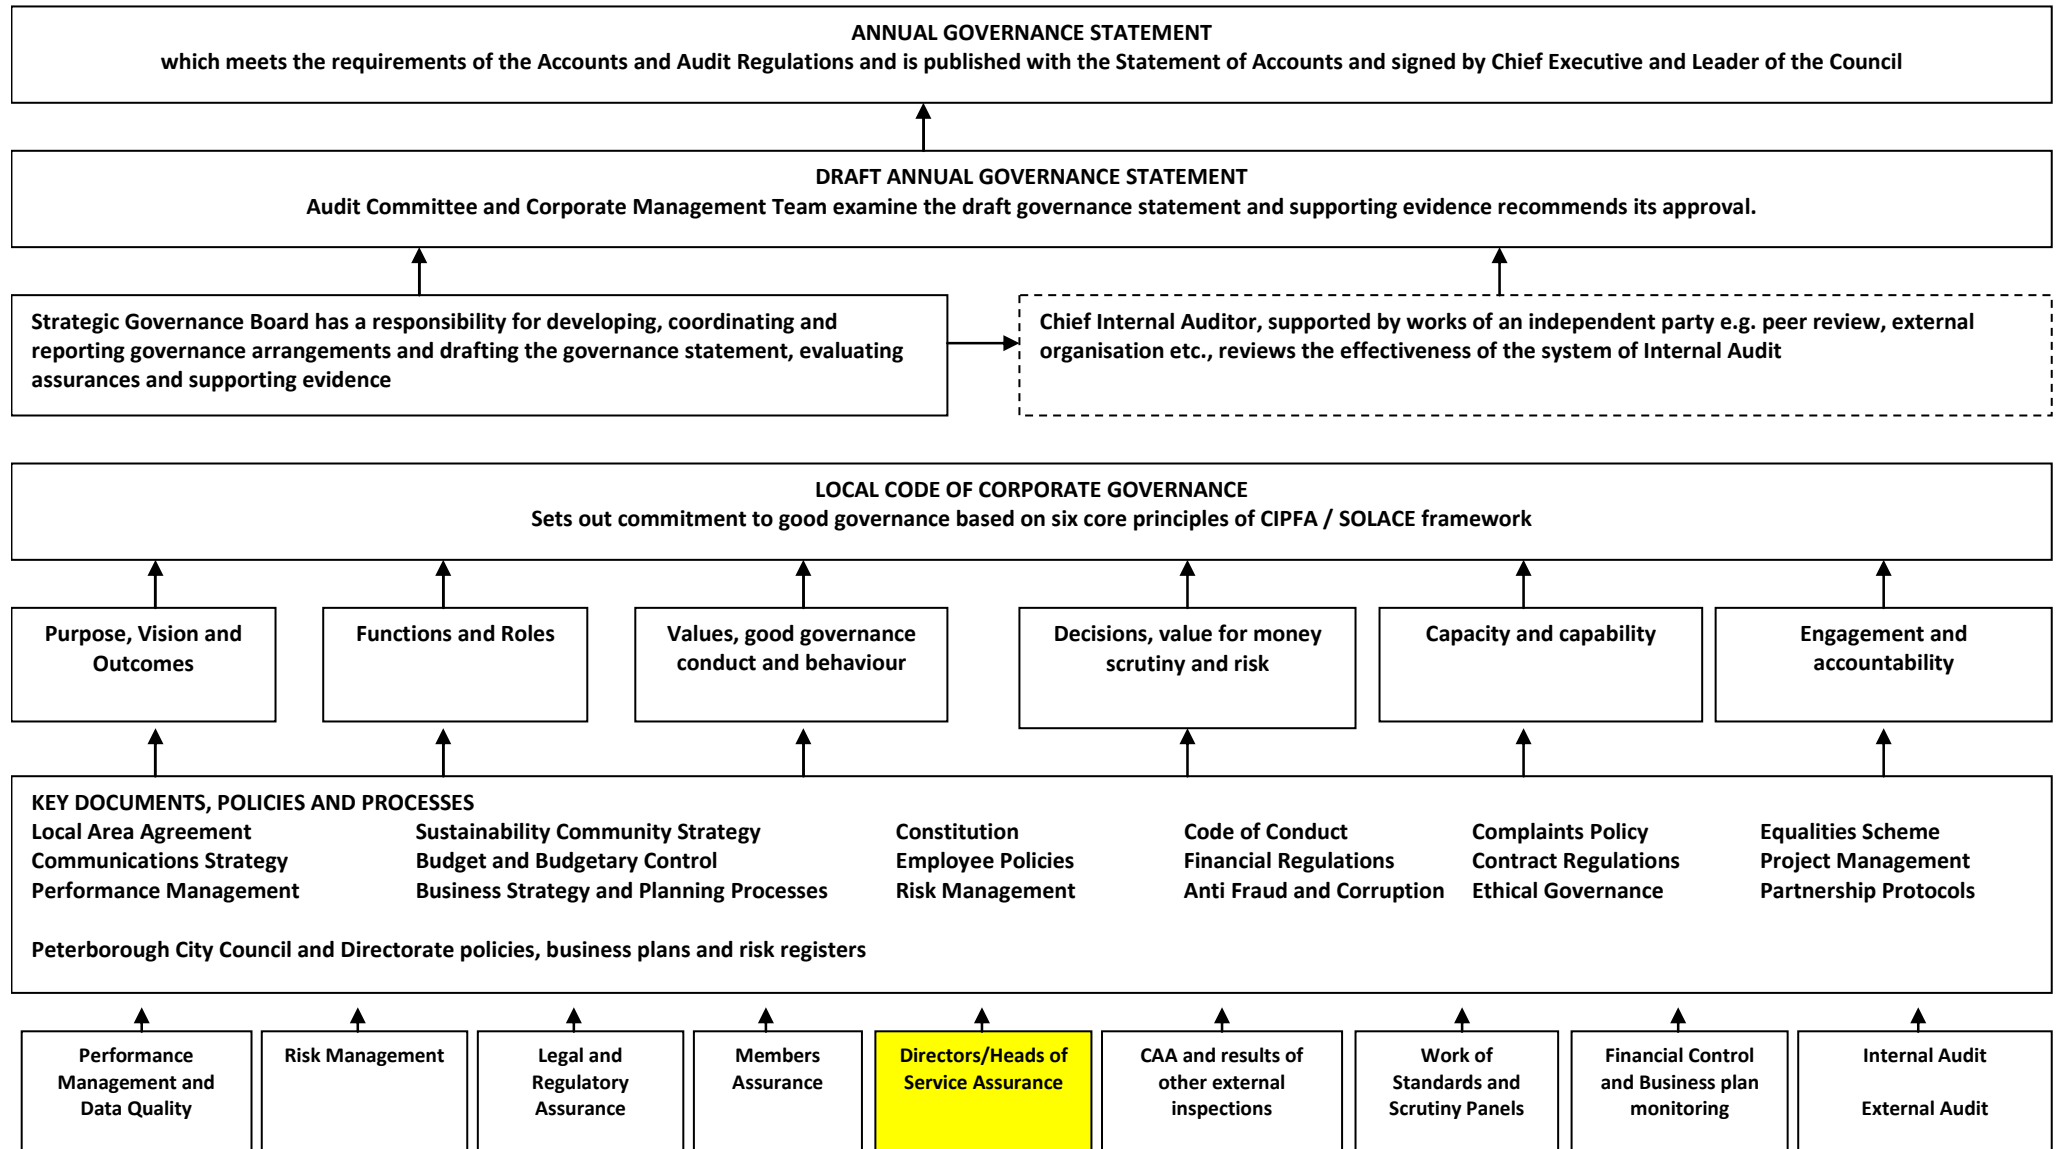 ANNUAL GOVERNANCE STATEMENT
which meets the requirements of the Accounts and Audit Regulations and is published with the Statement of Accounts and signed by Chief Executive and Leader of the Council
DRAFT ANNUAL GOVERNANCE STATEMENT
Audit Committee and Corporate Management Team examine the draft governance statement and supporting evidence recommends its approval.
Strategic Governance Board has a responsibility for developing, coordinating and
reporting governance arrangements and drafting the governance statement, evaluating
assurances and supporting evidence
Chief Internal Auditor, supported by works of an independent party e.g. peer review, external
organisation etc., reviews the effectiveness of the system of Internal Audit
LOCAL CODE OF CORPORATE GOVERNANCE
Sets out commitment to good governance based on six core principles of CIPFA / SOLACE framework
Purpose, Vision and
Outcomes
Functions and Roles
Values, good governance
conduct and behaviour
Decisions, value for money
scrutiny and risk
Capacity and capability
Engagement and
accountability
KEY DOCUMENTS, POLICIES AND PROCESSES
Local Area Agreement Sustainability Community Strategy Constitution Code of Conduct Complaints Policy Equalities Scheme
Communications Strategy Budget and Budgetary Control Employee Policies Financial Regulations Contract Regulations Project Management
Performance Management Business Strategy and Planning Processes Risk Management Anti Fraud and Corruption Ethical Governance Partnership Protocols
Peterborough City Council and Directorate policies, business plans and risk registers
Performance
Management and
Data Quality
Risk Management
Legal and
Regulatory
Assurance
Members
Assurance
Directors/Heads of
Service Assurance
CAA and results of
other external
inspections
Work of
Standards and
Scrutiny Panels
Financial Control
and Business plan
monitoring
Internal Audit
External Audit